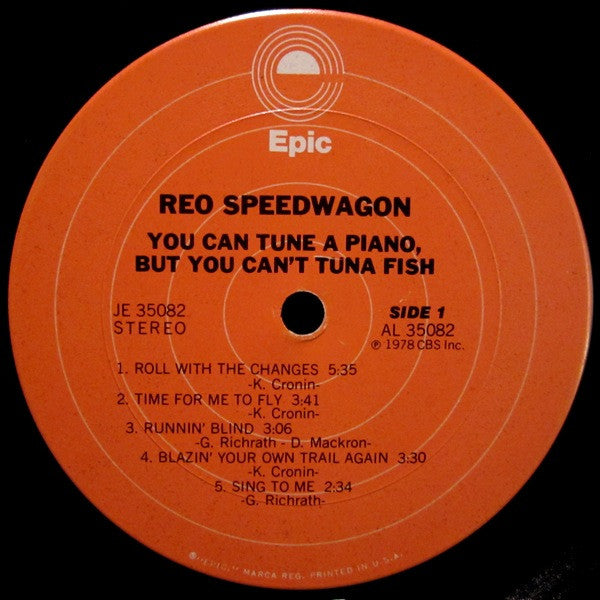 Epic
REO SPEEDWAGON
YOU CAN TUNE A PIANO,
BUT YOU CAN'T TUNA FISH
JE 35082
STEREO
SIDE 1
AL 35082
℗ 1978 CBS Inc.
1. ROLL WITH THE CHANGES 5:35
-K. Cronin-
2. TIME FOR ME TO FLY 3:41
-K. Cronin-
3. RUNNIN' BLIND 3:06
-G. Richrath - D. Mackron-
4. BLAZIN' YOUR OWN TRAIL AGAIN 3:30
-K. Cronin-
5. SING TO ME 2:34
-G. Richrath-
® "EPIC," MARCA REG. PRINTED IN U.S.A.